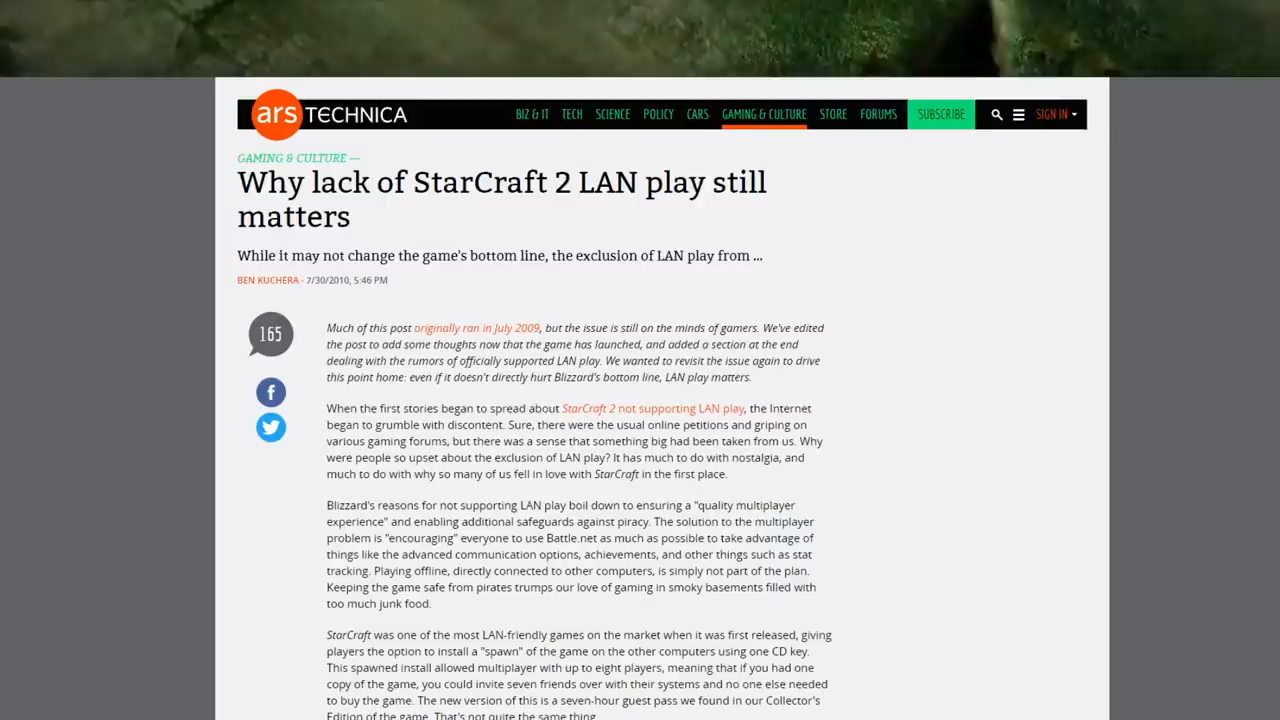 ars TECHNICA
BIZ & IT TECH SCIENCE POLICY CARS GAMING & CULTURE STORE FORUMS SUBSCRIBE SIGN IN
GAMING & CULTURE —
Why lack of StarCraft 2 LAN play still
matters
While it may not change the game's bottom line, the exclusion of LAN play from ...
BEN KUCHERA - 7/30/2010, 5:46 PM
165
Much of this post originally ran in July 2009, but the issue is still on the minds of gamers. We've edited
the post to add some thoughts now that the game has launched, and added a section at the end
dealing with the rumors of officially supported LAN play. We wanted to revisit the issue again to drive
this point home: even if it doesn't directly hurt Blizzard's bottom line, LAN play matters.
When the first stories began to spread about StarCraft 2 not supporting LAN play, the Internet
began to grumble with discontent. Sure, there were the usual online petitions and griping on
various gaming forums, but there was a sense that something big had been taken from us. Why
were people so upset about the exclusion of LAN play? It has much to do with nostalgia, and
much to do with why so many of us fell in love with StarCraft in the first place.
Blizzard's reasons for not supporting LAN play boil down to ensuring a "quality multiplayer
experience" and enabling additional safeguards against piracy. The solution to the multiplayer
problem is "encouraging" everyone to use Battle.net as much as possible to take advantage of
things like the advanced communication options, achievements, and other things such as stat
tracking. Playing offline, directly connected to other computers, is simply not part of the plan.
Keeping the game safe from pirates trumps our love of gaming in smoky basements filled with
too much junk food.
StarCraft was one of the most LAN-friendly games on the market when it was first released, giving
players the option to install a "spawn" of the game on the other computers using one CD key.
This spawned install allowed multiplayer with up to eight players, meaning that if you had one
copy of the game, you could invite seven friends over with their systems and no one else needed
to buy the game. The new version of this is a seven-hour guest pass we found in our Collector's
Edition of the game. That's not quite the same thing.